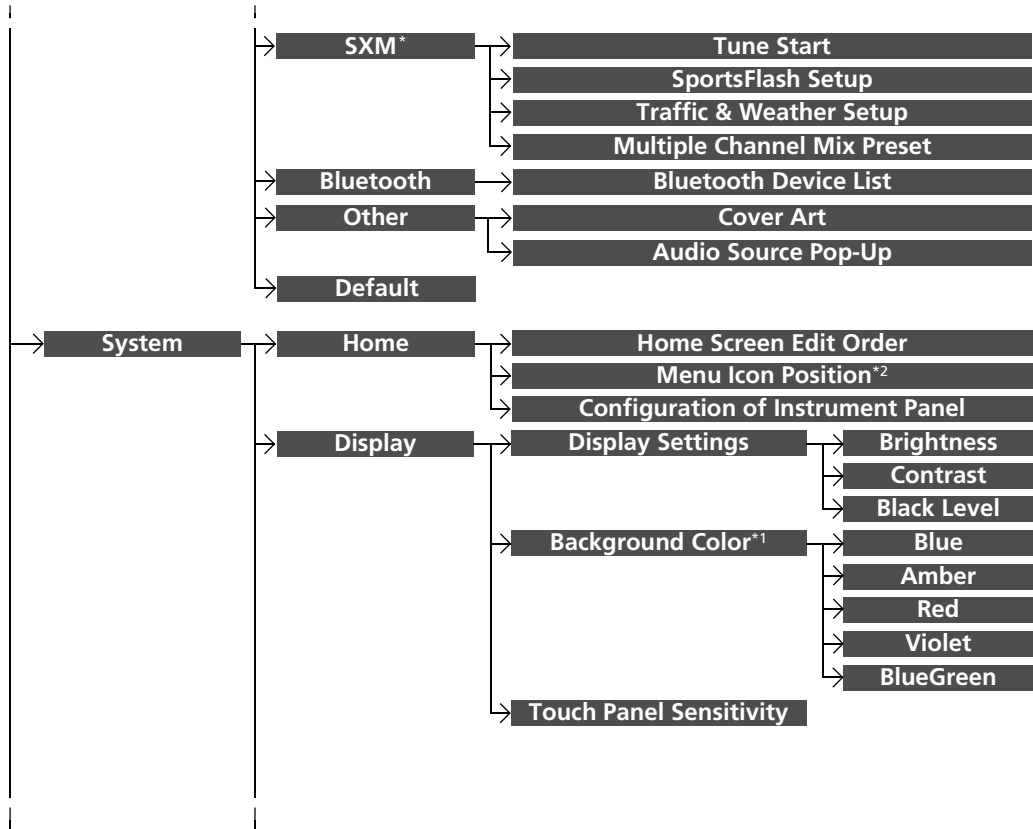 SXM* Tune Start
SportsFlash Setup
Traffic & Weather Setup
Multiple Channel Mix Preset
Bluetooth Bluetooth Device List
Other Cover Art
Audio Source Pop-Up
Default
System Home Home Screen Edit Order
Menu Icon Position*2
Configuration of Instrument Panel
Display Display Settings Brightness
Contrast
Black Level
Background Color*1 Blue
Amber
Red
Violet
BlueGreen
Touch Panel Sensitivity